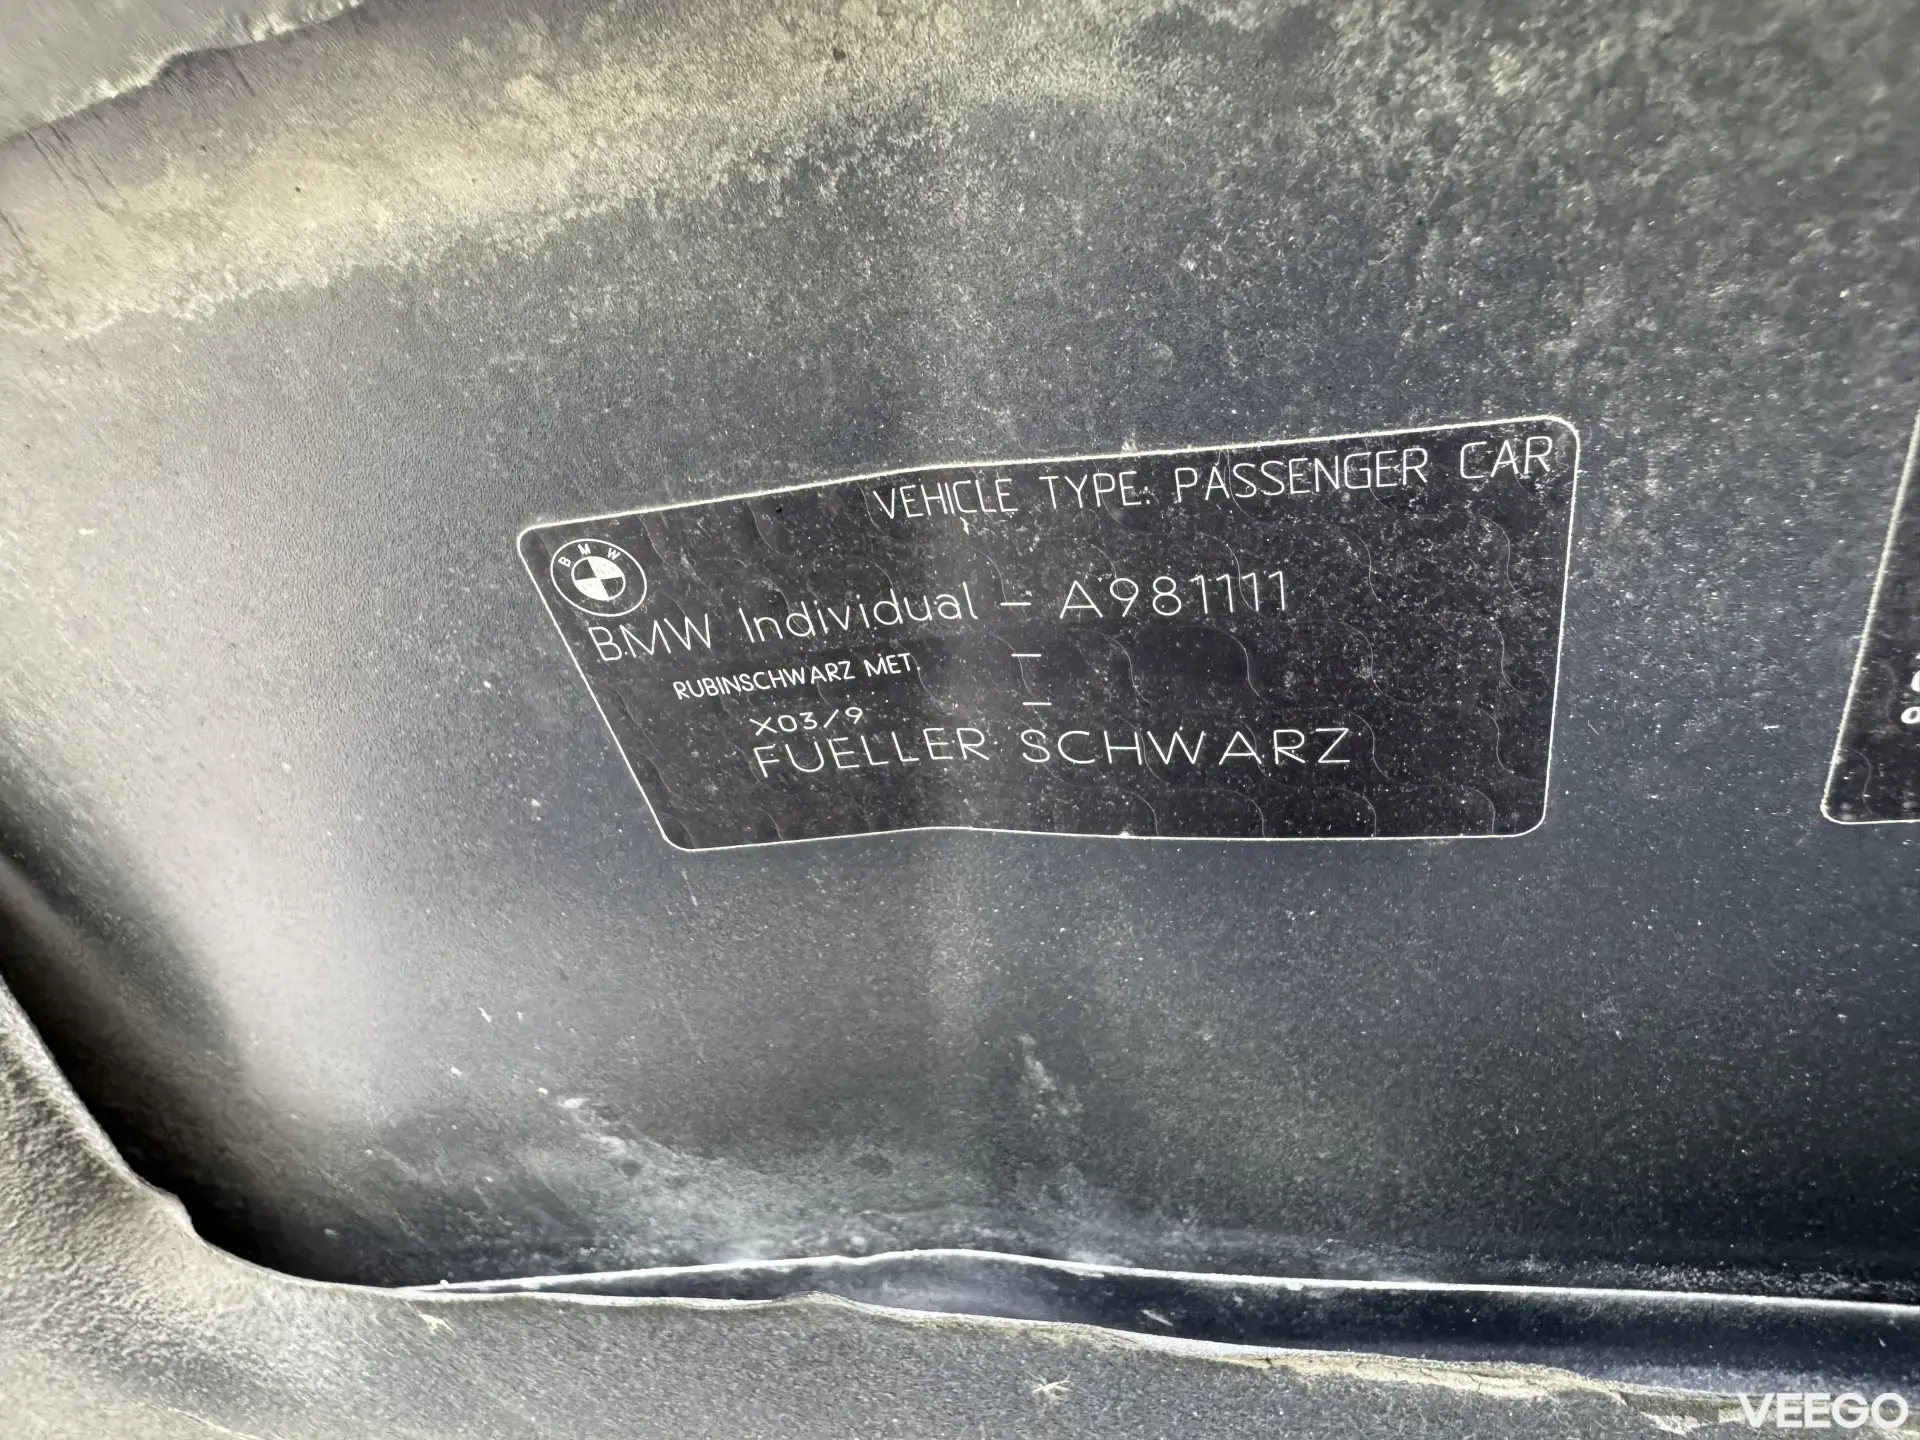 VEHICLE TYPE: PASSENGER CAR
BMW
BMW Individual - A981111
RUBINSCHWARZ MET. -
X03/9 -
FUELLER SCHWARZ
VEEGO